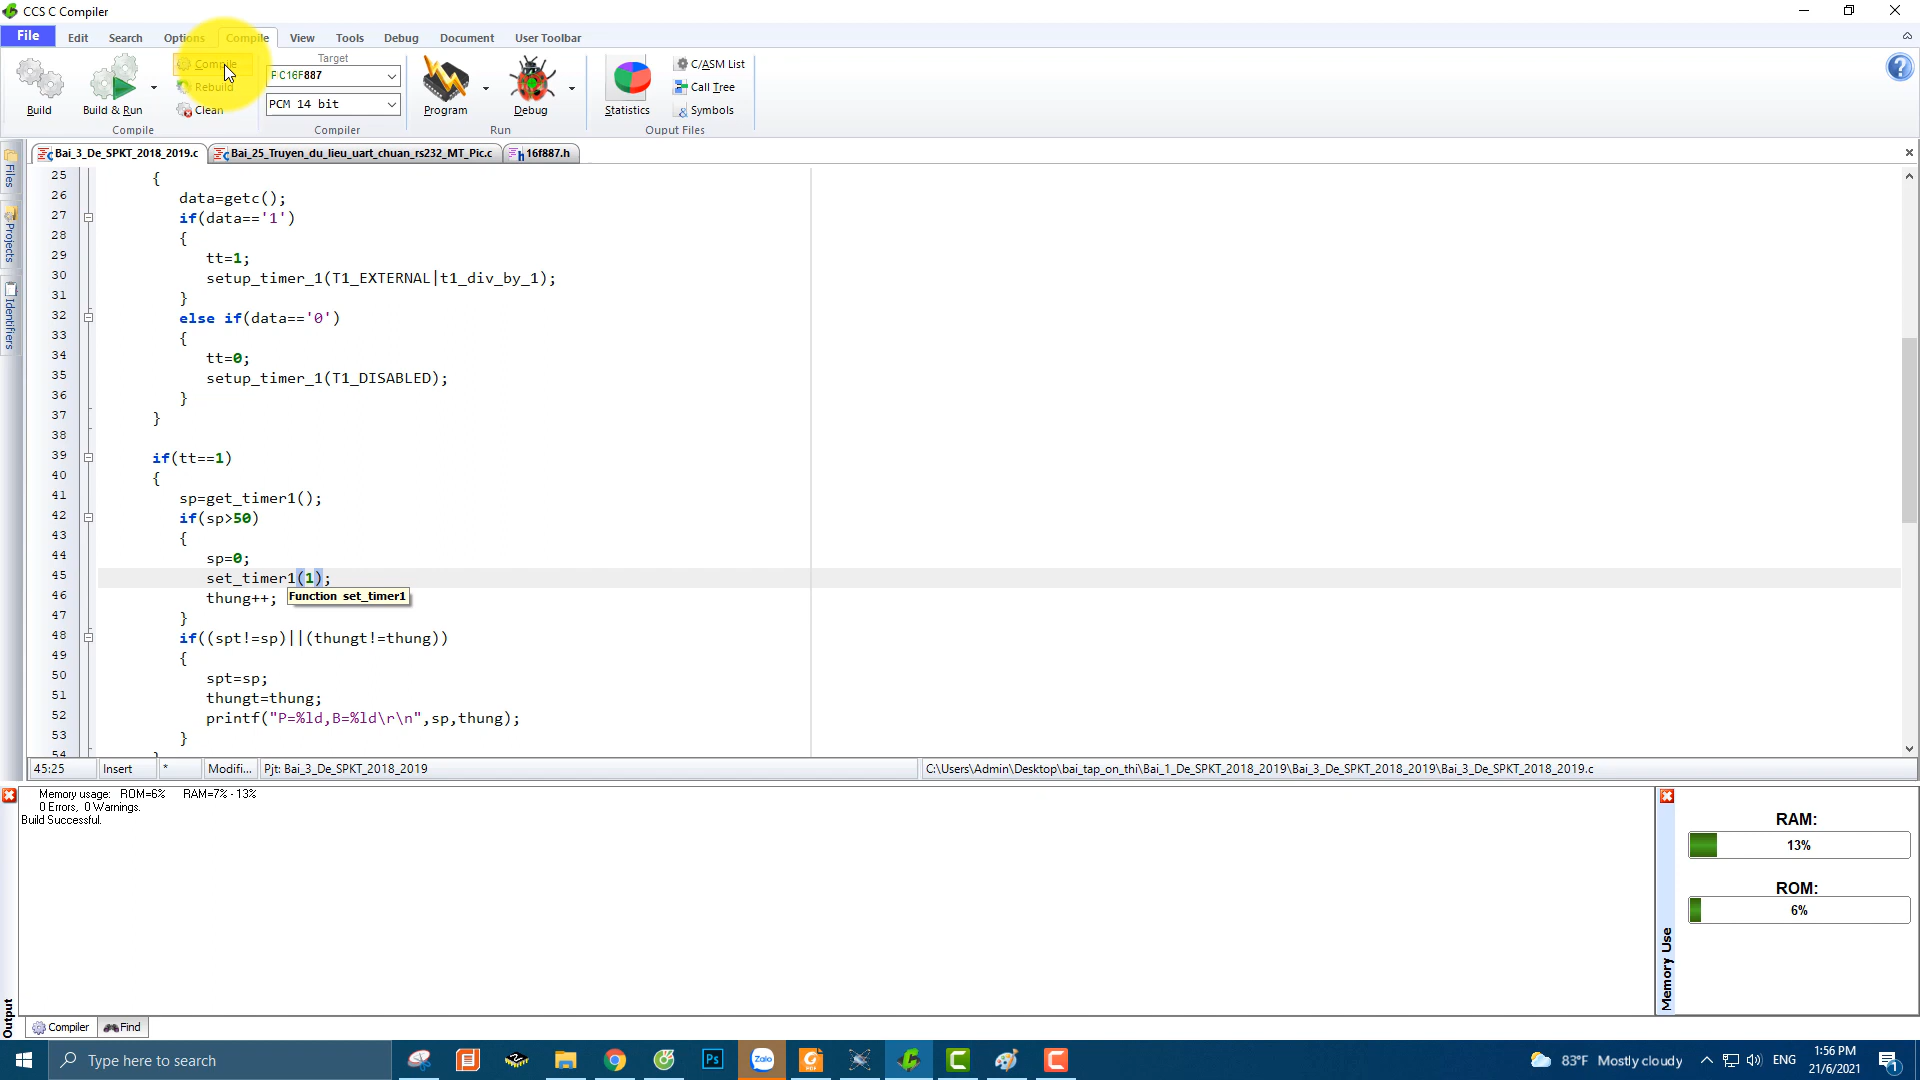 CCS C Compiler
File Edit Search Options Compile View Tools Debug Document User Toolbar
Build
Build & Run
Compile
Rebuild
Clean
Compile
Target
PIC16F887
PCM 14 bit
Compiler
Program
Debug
Run
Statistics
C/ASM List
Call Tree
Symbols
Ouput Files
Files
Projects
Identifiers
Bai_3_De_SPKT_2018_2019.c Bai_25_Truyen_du_lieu_uart_chuan_rs232_MT_Pic.c 16f887.h
25 {
26 data=getc();
27 if(data=='1')
28 {
29 tt=1;
30 setup_timer_1(T1_EXTERNAL|t1_div_by_1);
31 }
32 else if(data=='0')
33 {
34 tt=0;
35 setup_timer_1(T1_DISABLED);
36 }
37 }
38
39 if(tt==1)
40 {
41 sp=get_timer1();
42 if(sp>50)
43 {
44 sp=0;
45 set_timer1(1);
46 thung++;
Function set_timer1
47 }
48 if((spt!=sp)||(thungt!=thung))
49 {
50 spt=sp;
51 thungt=thung;
52 printf("P=%ld,B=%ld\r\n",sp,thung);
53 }
54
45:25 Insert * Modifi... Pjt: Bai_3_De_SPKT_2018_2019 C:\Users\Admin\Desktop\bai_tap_on_thi\Bai_1_De_SPKT_2018_2019\Bai_3_De_SPKT_2018_2019\Bai_3_De_SPKT_2018_2019.c
Memory usage: ROM=6% RAM=7% - 13%
0 Errors, 0 Warnings.
Build Successful.
Output
Memory Use
RAM:
13%
ROM:
6%
Compiler Find
Type here to search
Ps
Zalo
PDF
83°F Mostly cloudy
ENG
1:56 PM
21/6/2021
1